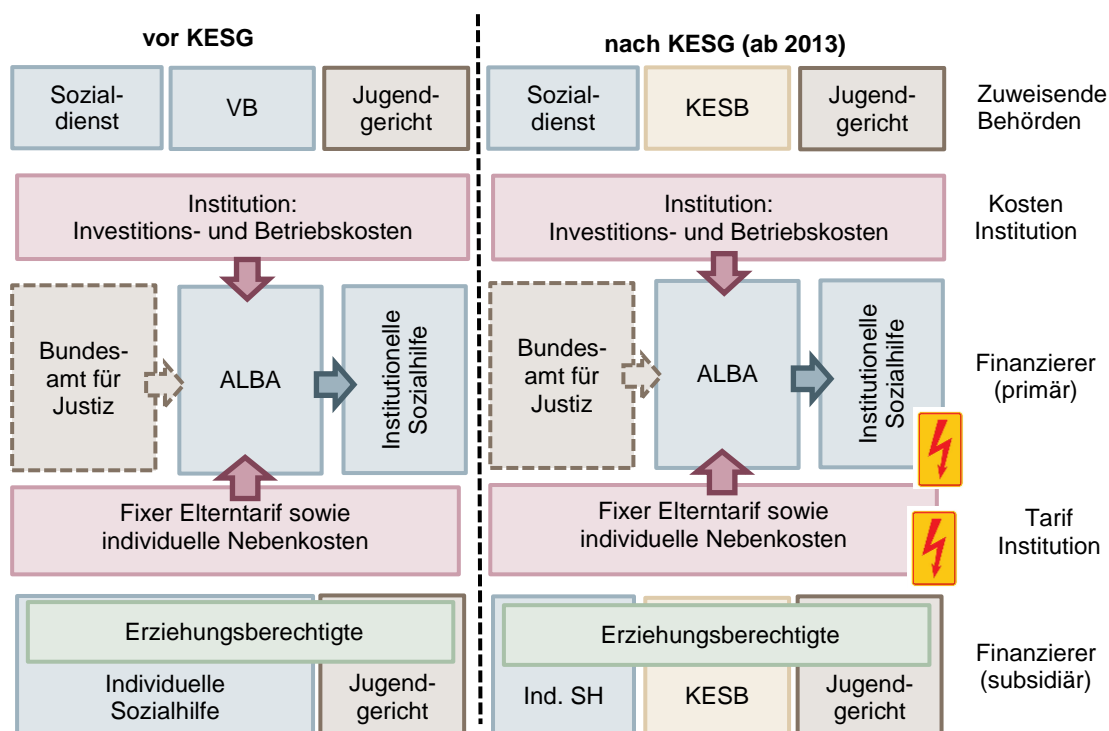 vor KESG
nach KESG (ab 2013)
Sozial-
dienst
VB
Jugend-
gericht
Sozial-
dienst
KESB
Jugend-
gericht
Zuweisende
Behörden
Institution:
Investitions- und Betriebskosten
Institution:
Investitions- und Betriebskosten
Kosten
Institution
Bundes-
amt für
Justiz
ALBA
Institutionelle
Sozialhilfe
Bundes-
amt für
Justiz
ALBA
Institutionelle
Sozialhilfe
Finanzierer
(primär)
Fixer Elterntarif sowie
individuelle Nebenkosten
Fixer Elterntarif sowie
individuelle Nebenkosten
Tarif
Institution
Erziehungsberechtigte
Individuelle
Sozialhilfe
Jugend-
gericht
Erziehungsberechtigte
Ind. SH
KESB
Jugend-
gericht
Finanzierer
(subsidiär)